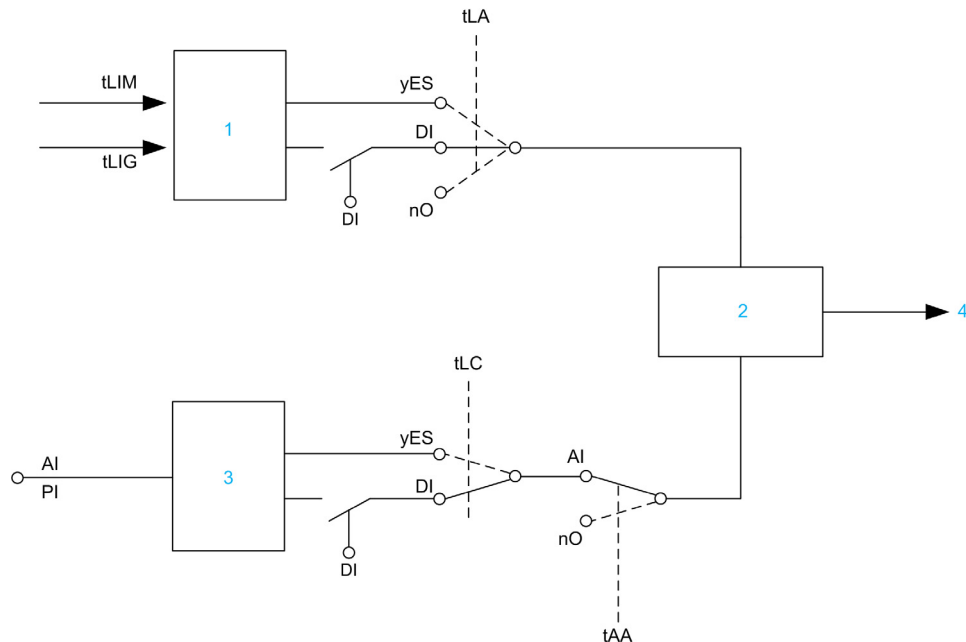 tLA
tLIM
yES
1
DI
tLIG
nO
DI
2
4
tLC
yES
AI
AI
3
DI
PI
nO
DI
tAA